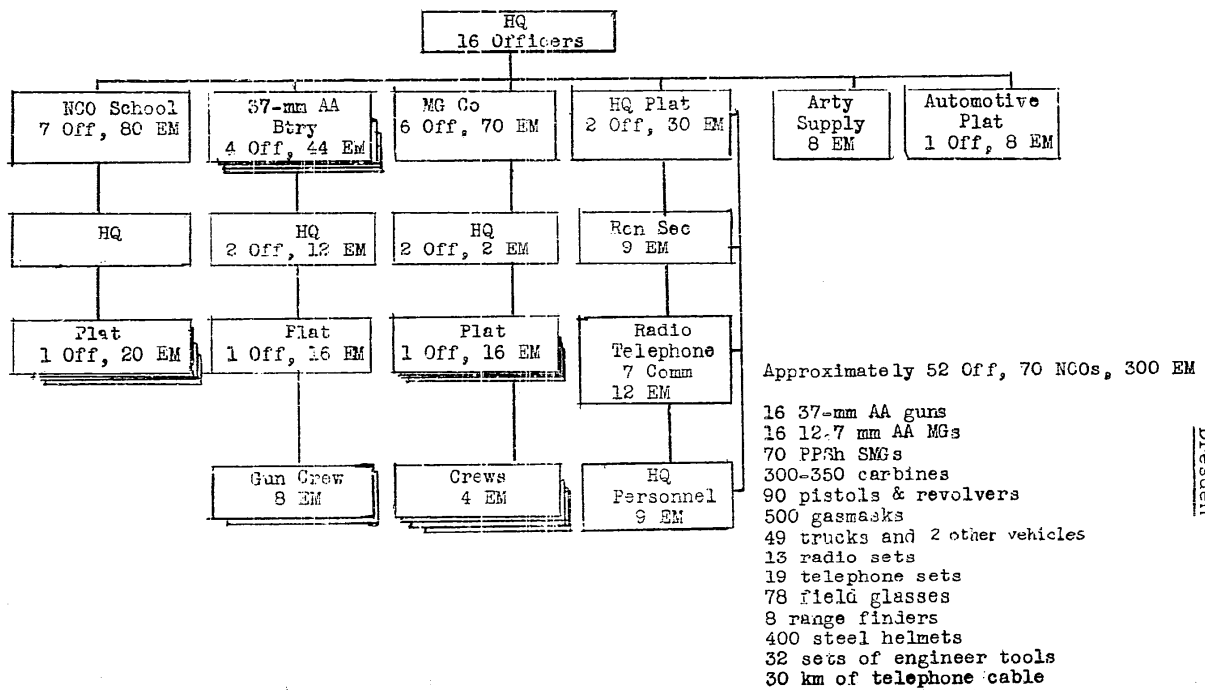 HQ
16 Officers
NCO School
7 Off, 80 EM
37-mm AA
Btry
4 Off, 44 EM
MG Co
6 Off, 70 EM
HQ Plat
2 Off, 30 EM
Arty
Supply
8 EM
Automotive
Plat
1 Off, 8 EM
HQ
HQ
2 Off, 12 EM
HQ
2 Off, 2 EM
Rcn Sec
9 EM
Plat
1 Off, 20 EM
Plat
1 Off, 16 EM
Plat
1 Off, 16 EM
Radio
Telephone
7 Comm
12 EM
Gun Crew
8 EM
Crews
4 EM
HQ
Personnel
9 EM
Approximately 52 Off, 70 NCOs, 300 EM
16 37-mm AA guns
16 12.7 mm AA MGs
70 PPSh SMGs
300-350 carbines
90 pistols & revolvers
500 gasmasks
49 trucks and 2 other vehicles
13 radio sets
19 telephone sets
78 field glasses
8 range finders
400 steel helmets
32 sets of engineer tools
30 km of telephone cable
Dresden